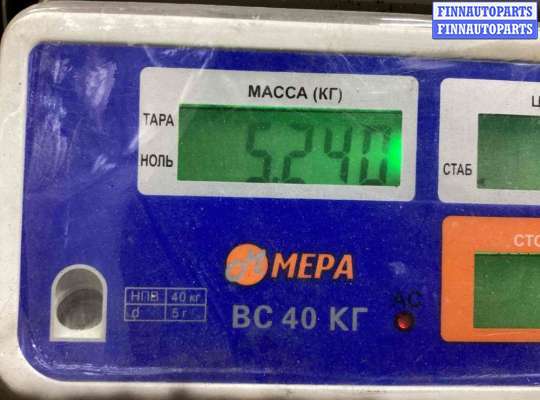 FINNAUTOPARTS
FINNAUTOPARTS
МАССА (КГ)
ТАРА
НОЛЬ
5.240
СТАБ
МЕРА
НПВ 40 кг
d 5 г
ВС 40 КГ
АС